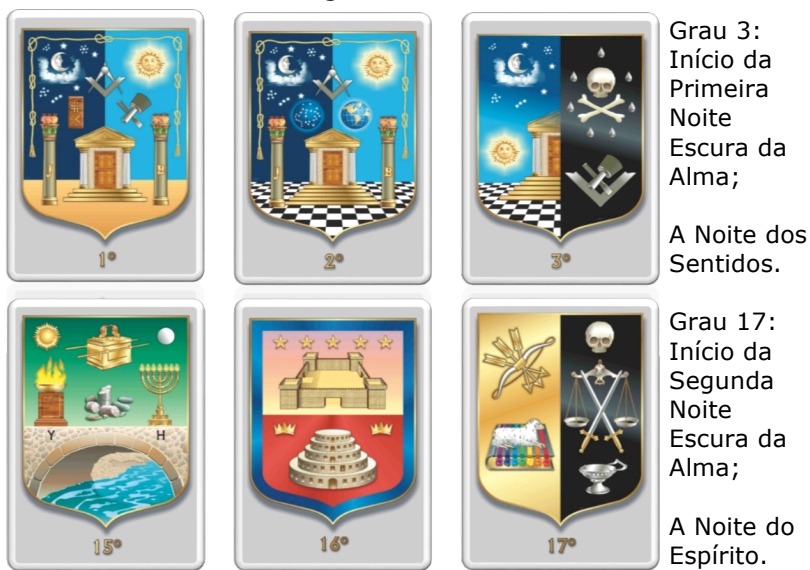 Grau 3:
Início da
Primeira
Noite
Escura da
Alma;
A Noite dos
Sentidos.
J B
1º
J B
2º
3º
Grau 17:
Início da
Segunda
Noite
Escura da
Alma;
A Noite do
Espírito.
Y H
15º
16º
17º